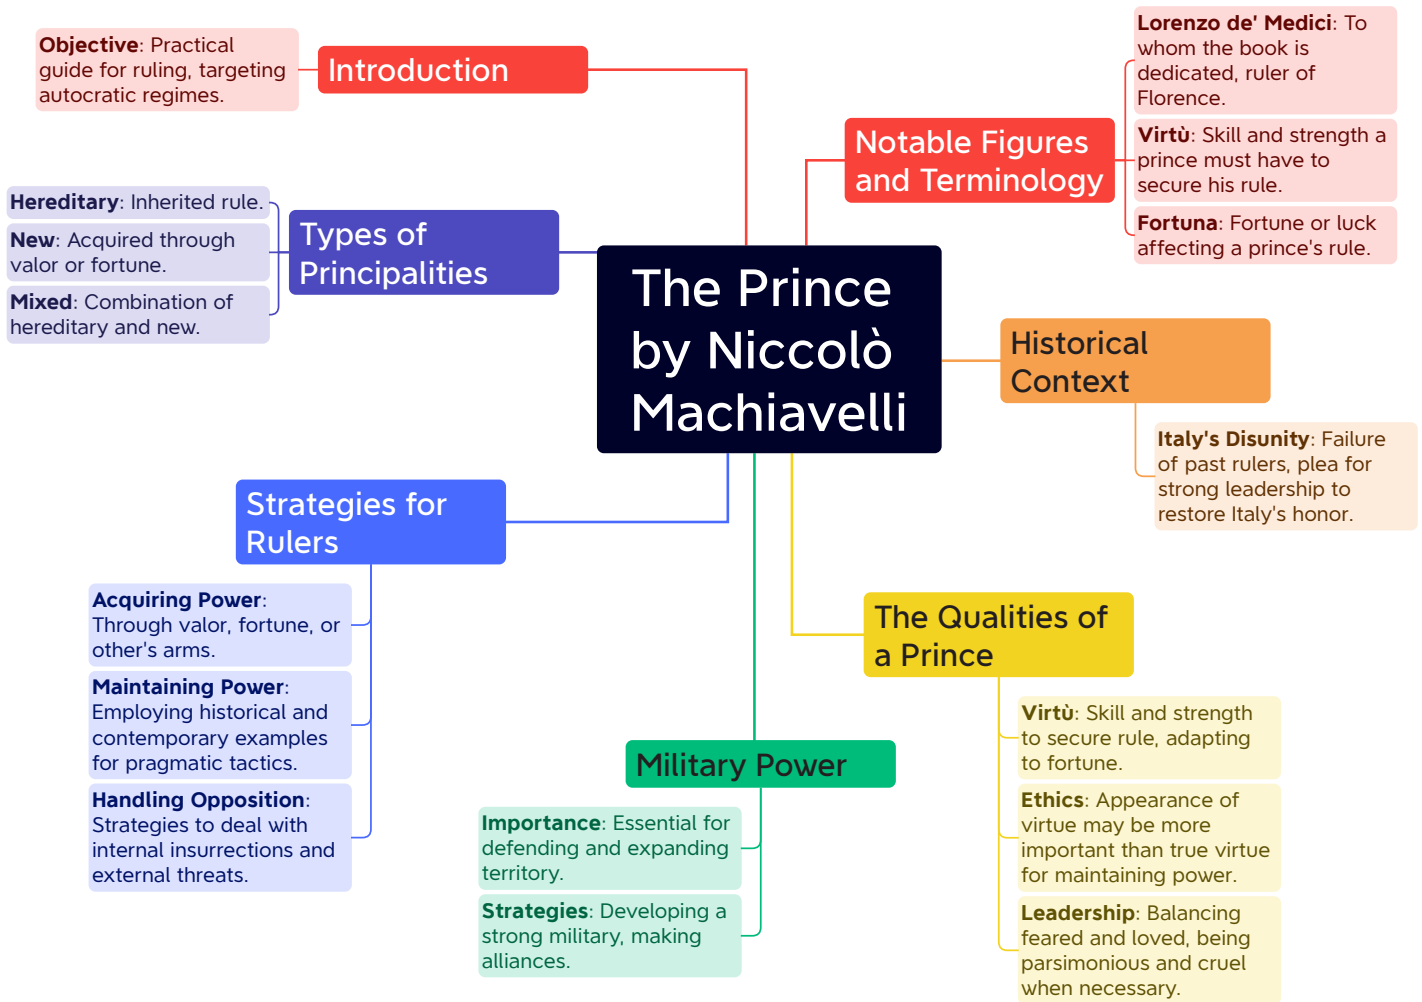 The Prince
by Niccolò
Machiavelli
Introduction
Objective: Practical
guide for ruling, targeting
autocratic regimes.
Types of
Principalities
Hereditary: Inherited rule.
New: Acquired through
valor or fortune.
Mixed: Combination of
hereditary and new.
Strategies for
Rulers
Acquiring Power:
Through valor, fortune, or
other's arms.
Maintaining Power:
Employing historical and
contemporary examples
for pragmatic tactics.
Handling Opposition:
Strategies to deal with
internal insurrections and
external threats.
Military Power
Importance: Essential for
defending and expanding
territory.
Strategies: Developing a
strong military, making
alliances.
The Qualities of
a Prince
Virtù: Skill and strength
to secure rule, adapting
to fortune.
Ethics: Appearance of
virtue may be more
important than true virtue
for maintaining power.
Leadership: Balancing
feared and loved, being
parsimonious and cruel
when necessary.
Historical
Context
Italy's Disunity: Failure
of past rulers, plea for
strong leadership to
restore Italy's honor.
Notable Figures
and Terminology
Lorenzo de' Medici: To
whom the book is
dedicated, ruler of
Florence.
Virtù: Skill and strength a
prince must have to
secure his rule.
Fortuna: Fortune or luck
affecting a prince's rule.